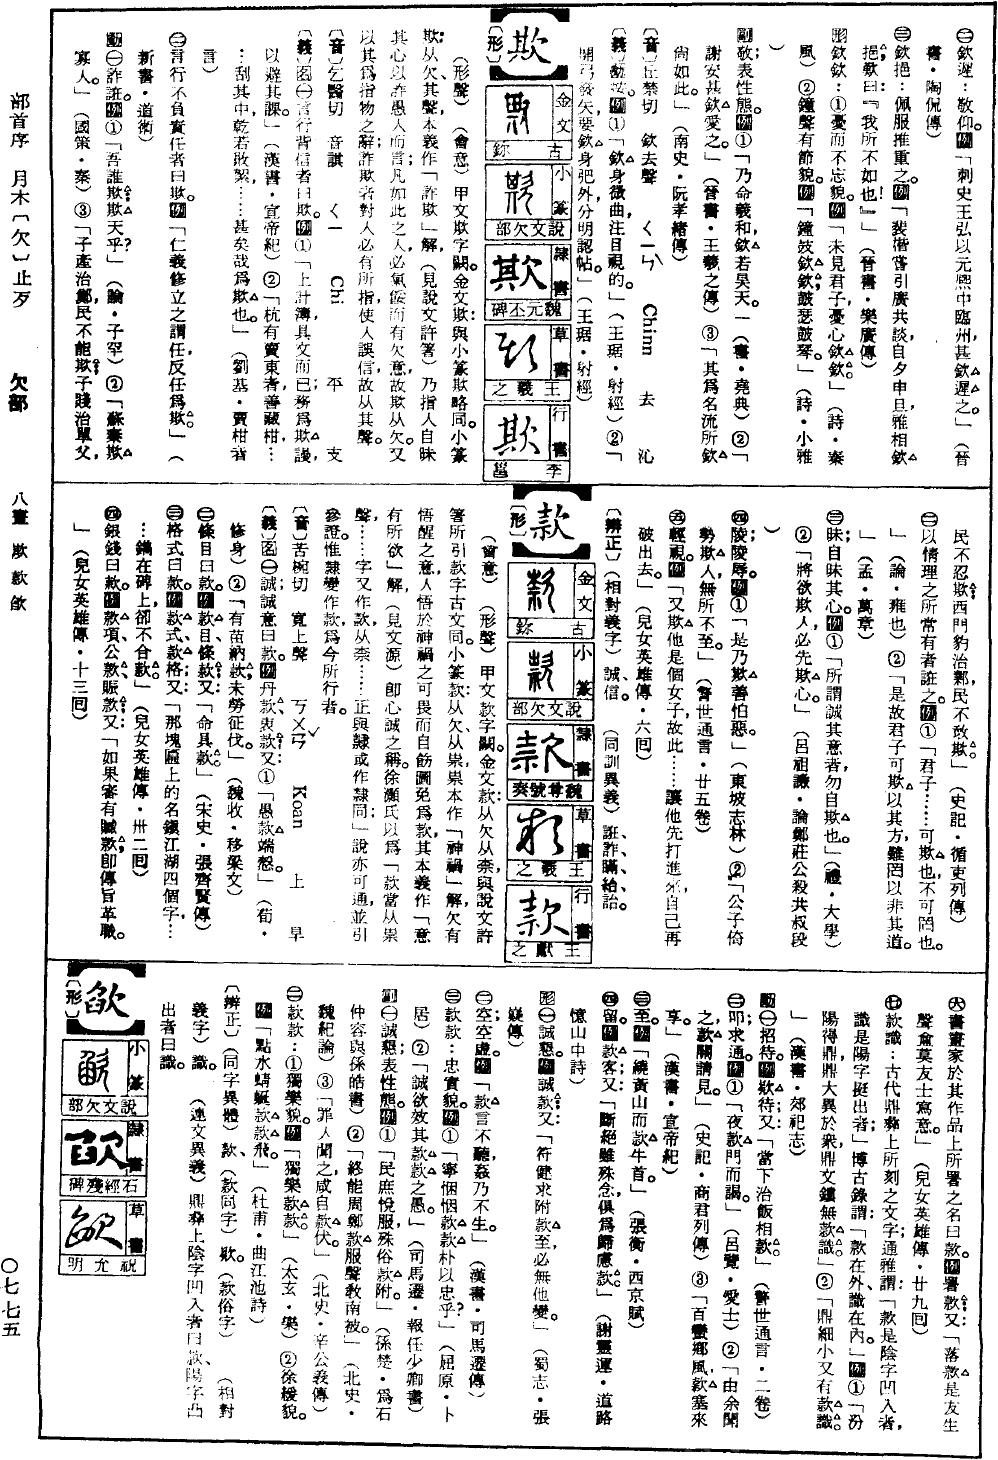 ㊀欽遲：敬仰。例「刺史王弘以元熙中臨州，甚欽遲之。」（晉
書・陶侃傳）
㊂欽挹：佩服推重之。例「裴楷嘗引廣共談，自夕申旦，雅相欽
挹，歎曰：『我所不如也！』」（晉書・樂廣傳）
形欽欽：①憂而不忘貌。例「未見君子，憂心欽欽。」（詩・秦
風）②鐘聲有節貌。例「鐘鼓欽欽，鼓瑟鼓琴。」（詩・小雅
）
副敬表性態。例①「乃命羲和，欽若昊天。」（書・堯典）②「
謝安甚欽愛之。」（晉書・王羲之傳）③「其為名流所欽
尚如此。」（南史・阮孝緒傳）
〔音〕丘禁切 欽去聲 ㄑㄧㄣˋ Chinn 去 沁
〔義〕動按。例①「欽身微曲，注目視的。」（王琚・射經）②「
開弓發矢，要欽身弝外，分明認帖。」（王琚・射經）
欺
〔形〕
金文 古鉨
小篆 說文欠部
隸書 魏元丕碑
草書 王羲之
行書 李邕
（形聲）（會意）甲文欺字闕。金文欺：與小篆欺略同。小篆
欺：从欠、其聲，本義作「詐欺」解，（見說文許箸）乃指人自昧
其心以詐愚人而言，凡如此之人，必氣餒而有欠意，故欺从欠。又
以其為指物之辭，詐欺者對人必有所指使人誤信，故从其聲。
〔音〕乞醫切 音諆 ㄑㄧ Chi 平 支
〔義〕名㊀言行背信者曰欺。例①「上計簿，具文而已，務為欺謾，
以避其課。」（漢書・宣帝紀）②「杭有賣果者，善藏柑，…
…刮其中，乾若敗絮……甚矣哉為欺也。」（劉基・賣柑者
言）
㊁言行不負責任者曰欺。例「仁義修立之謂任，反任為欺。」（
新書・道術）
動㊀詐誑。例①「吾誰欺？欺天乎？」（論・子罕）②「蘇秦欺
寡人。」（國策・秦）③「子產治鄭，民不能欺；子賤治單父，
民不忍欺；西門豹治鄴，民不敢欺。」（史記・循吏列傳）
㊁以情理之所常有者誑之。例①「君子……可欺也，不可罔也。
」（論・雍也）②「是故君子可欺以其方，難罔以非其道。
」（孟・萬章）
㊂昧；自昧其心。例①「所謂誠其意者，勿自欺也。」（禮・大學）
②「將欲欺人，必先欺心。」（呂祖謙・論鄭莊公殺共叔段
）
㊃陵；陵辱。例①「是乃欺善怕惡。」（東坡志林）②「公子倚
勢欺人，無所不至。」（警世通言・廿五卷）
㊄輕視。例「又欺他是個女子，故此……讓他先打進來，自己再
破出去。」（兒女英雄傳・六回）
〔辨正〕（相對義字）誠、信。（同訓異義）誑、詐、瞞、紿、詒。
款
〔形〕
金文 古鉨
小篆 說文欠部
隸書 魏尊號奏
草書 王羲之
行書 王獻之
（會意）（形聲）甲文款字闕。金文款：从欠从柰，與說文許
箸所引款字古文同。小篆款：从欠从祟，祟本作「神禍」解，欠有
悟醒之意，人悟於神禍之可畏而自飭圖免為款，其本義作「意
有所欲」解，（見文源）卽心誠之稱。徐灝氏以為「款當从祟
聲……字又作款，从柰……正與隸或作隸同」，說亦可通，並引
參證。惟隸變作款，為今所行者。
〔音〕苦椀切 寬上聲 ㄎㄨㄢˇ Koan 上 旱
〔義〕名㊀誠；誠意曰款。例丹款、衷款。又①「愚款端愨。」（荀・
修身）②「有苗納款，未勞征伐。」（魏收・移梁文）
㊁條目曰款。例款目、條款。又：「命具款。」（宋史・張齊賢傳）
㊂格式曰款。例款式、款格。又「那塊匾上的名鎮江湖四個字，…
…鐫在碑上，卻不合款。」（兒女英雄傳・卅二回）
㊃銀錢曰款。例款項、公款、賑款。又：「如果審有贓款，卽傳旨革職。
」（兒女英雄傳・十三回）
㊅書畫家於其作品上所署之名曰款。例署款。又「落款是友生
聲龠莫友士寫意。」（兒女英雄傳・廿九回）
㊆款識：古代鼎彝上所刻之文字；通雅謂：「款是陰字凹入者，
識是陽字挺出者」；博古錄謂：「款在外，識在內。」例①「汾
陽得鼎，鼎大異於衆鼎，文鏤無款識。」②「鼎細小，又有款識
」（漢書・郊祀志）
動㊀招待。例款待。又：「當下治飯相款。」（警世通言・二卷）
㊁叩；求通。例①「夜款門而謁。」（呂覽・愛士）②「由余聞
之，款關請見。」（史記・商君列傳）③「百蠻鄉風，款塞來
享。」（漢書・宣帝紀）
㊂至。例「繞黃山而款牛首。」（張衡・西京賦）
㊃留。例款客。又：「斷絕雖殊念，俱為歸慮款。」（謝靈運・道路
憶山中詩）
形㊀誠懇。例誠款。又：「符健求附款，至必無他變。」（蜀志・張
嶷傳）
㊁空；空虛。例「款言不聽，姦乃不生。」（漢書・司馬遷傳）
㊂款款：忠實貌。例①「寧悃悃款款，朴以忠乎？」（屈原・卜
居）②「誠欲效其款款之愚。」（司馬遷・報任少卿書）
副㊀誠懇；表性態。例①「民庶悅服，殊俗款附。」（孫楚・為石
仲容與孫皓書）②「終能周鄭款服，聲教南被。」（北史・
魏紀論）③「罪人聞之，咸自款伏。」（北史・辛公義傳）
㊁款款：①獨樂貌。例「獨樂款款。」（太玄・樂）②徐緩貌。
例「點水蜻蜓款款飛。」（杜甫・曲江池詩）
〔辨正〕（同字異體）欵、（款同字）（款俗字）（相對
義字）識。（連文異義）鼎彝上陰字凹入者曰款，陽字凸
出者曰識。
欿
〔形〕
小篆 說文欠部
隸書 石經殘碑
草書 祝允明
部首序 月木〔欠〕止歹 欠部 八畫 欺款欿 〇七七五